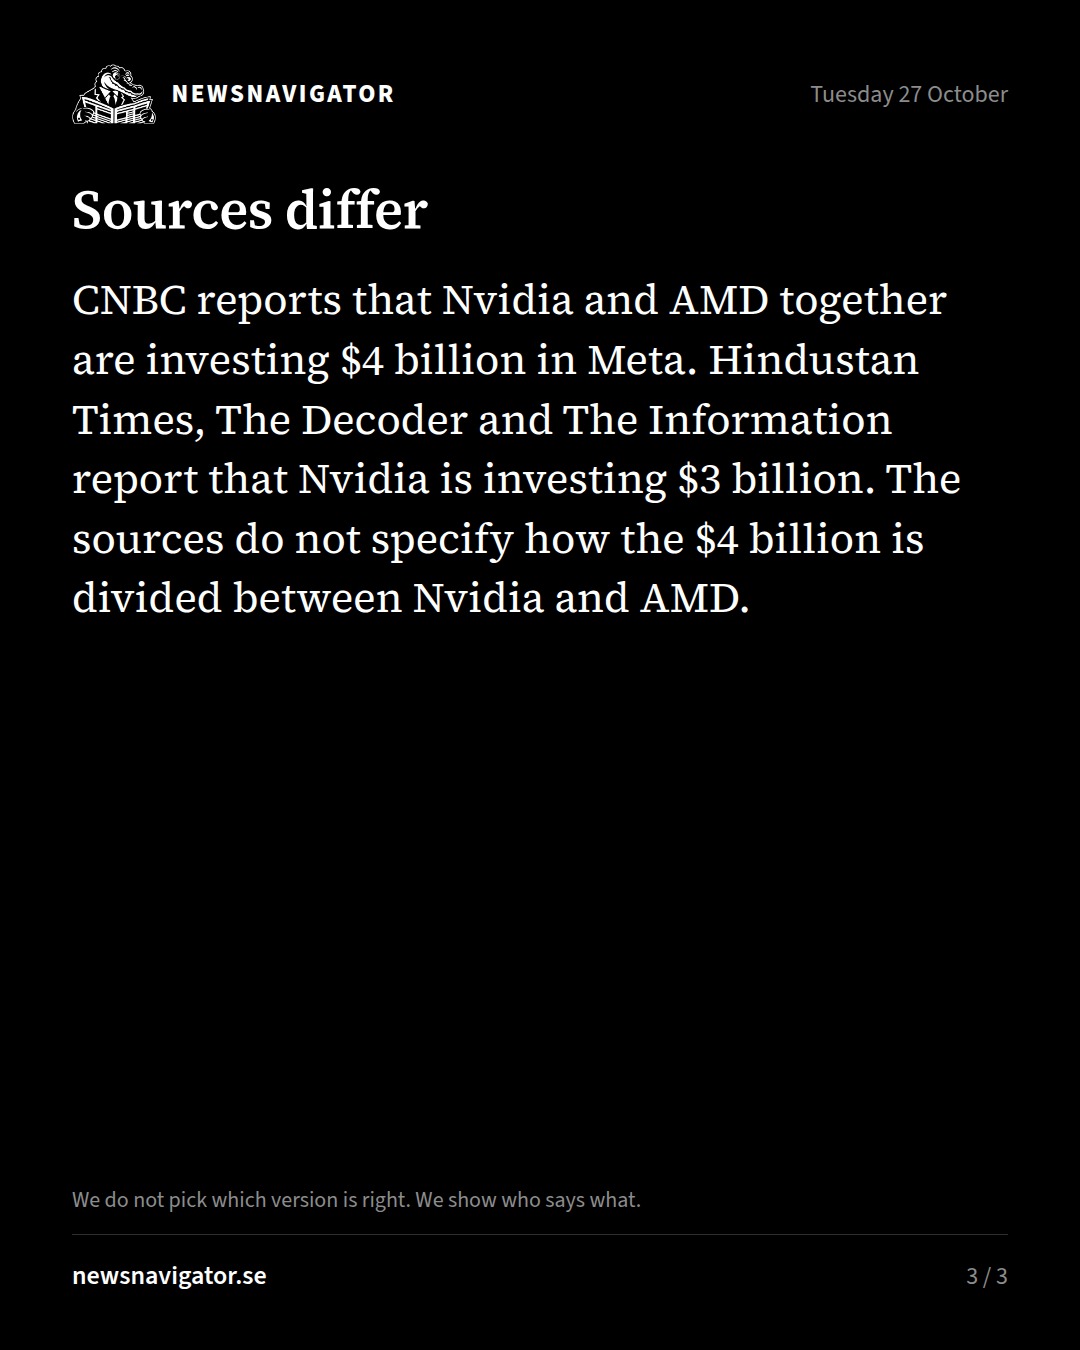 NEWSNAVIGATOR
Tuesday 27 October
Sources differ
CNBC reports that Nvidia and AMD together
are investing $4 billion in Meta. Hindustan
Times, The Decoder and The Information
report that Nvidia is investing $3 billion. The
sources do not specify how the $4 billion is
divided between Nvidia and AMD.
We do not pick which version is right. We show who says what.
newsnavigator.se
3 / 3